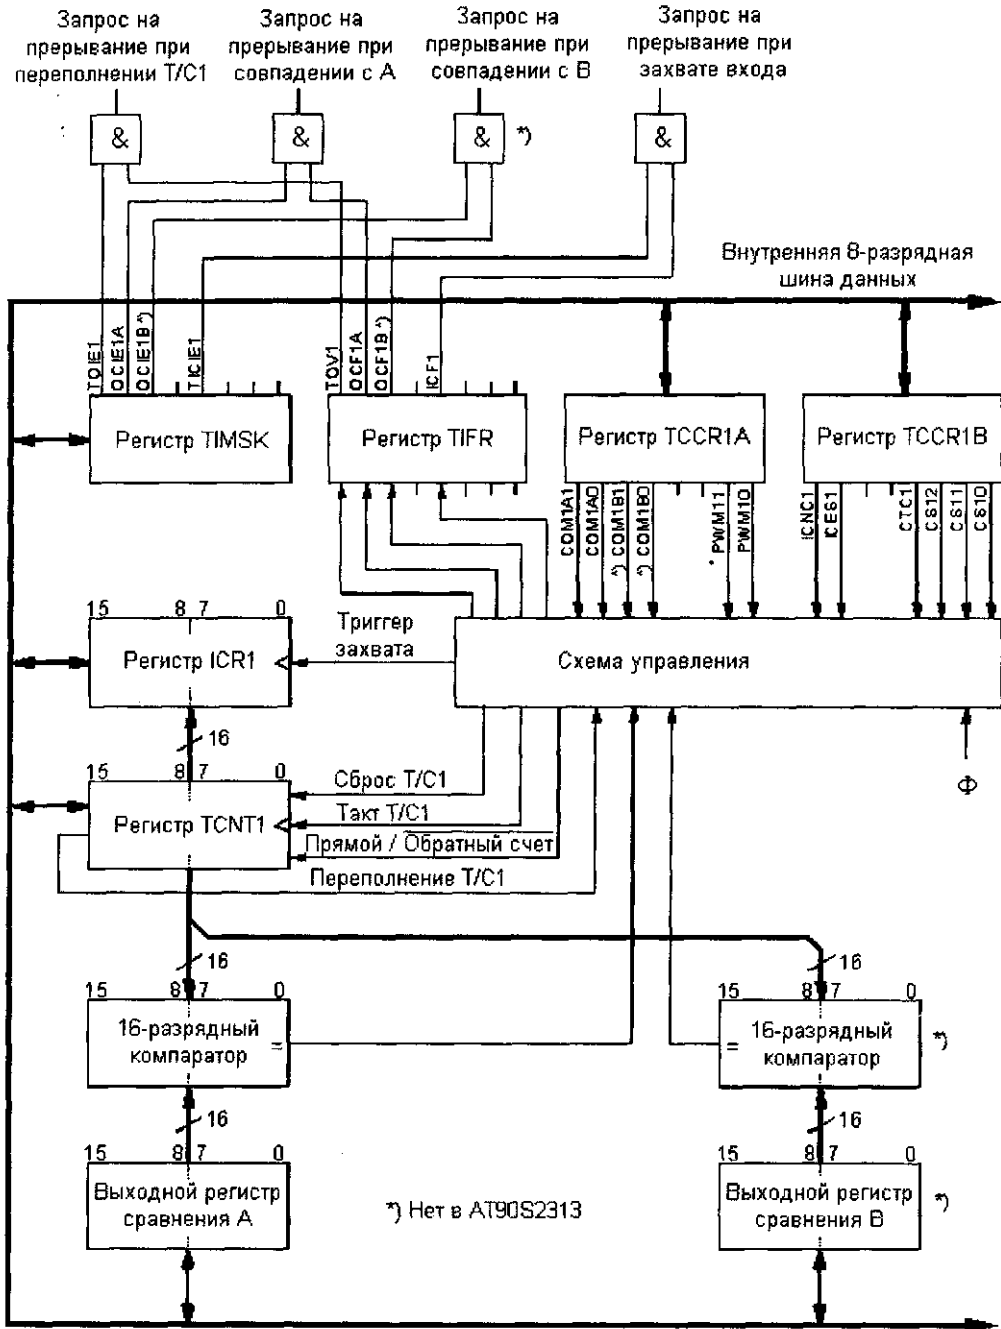 Запрос на
прерывание при
переполнении T/C1
Запрос на
прерывание при
совпадении с A
Запрос на
прерывание при
совпадении с B
Запрос на
прерывание при
захвате входа
&
&
&
*)
&
Внутренняя 8-разрядная
шина данных
TOIE1
OCIE1A
OCIE1B *)
TICIE1
TOV1
OCF1A
OCF1B *)
ICF1
Регистр TIMSK
Регистр TIFR
Регистр TCCR1A
Регистр TCCR1B
COM1A1
COM1A0
*) COM1B1
*) COM1B0
PWM11
PWM10
ICNC1
ICES1
CTC1
CS12
CS11
CS10
15 8 7 0
Регистр ICR1
Триггер
захвата
Схема управления
16
15 8 7 0
Регистр TCNT1
Сброс T/C1
Такт T/C1
Прямой / Обратный счет
Переполнение T/C1
Ф
16
16
15 8 7 0
16-разрядный
компаратор
=
15 8 7 0
=
16-разрядный
компаратор
*)
16
16
15 8 7 0
Выходной регистр
сравнения A
*) Нет в AT90S2313
15 8 7 0
Выходной регистр
сравнения B
*)